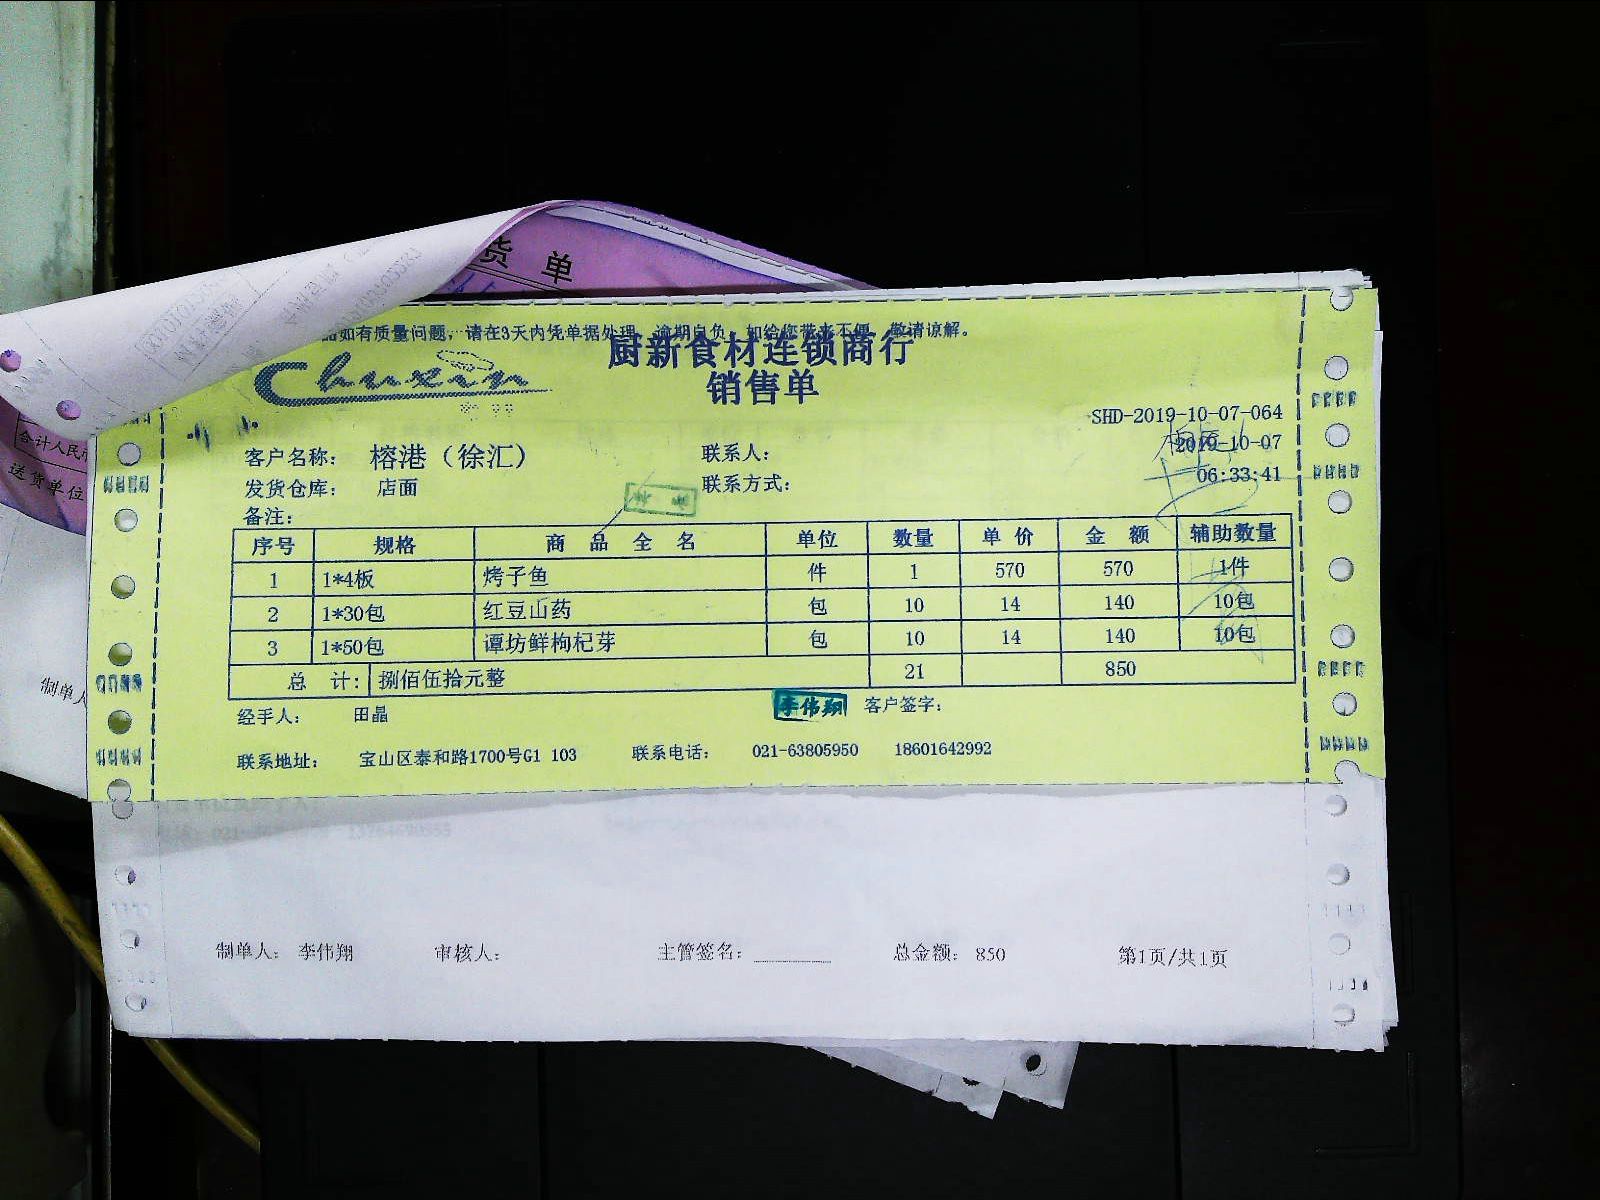 货 单
品如有质量问题，请在3天内凭单据处理，逾期自负，如给您带来不便，敬请谅解。
Chuxin
厨新食材连锁商行
销售单
SHD-2019-10-07-064
2019-10-07
06:33:41
客户名称： 榕港（徐汇） 联系人：
发货仓库： 店面 联系方式：
备注：
序号 规格 商 品 全 名 单位 数量 单 价 金 额 辅助数量
1 1*4板 烤子鱼 件 1 570 570 1件
2 1*30包 红豆山药 包 10 14 140 10包
3 1*50包 谭坊鲜枸杞芽 包 10 14 140 10包
总 计: 捌佰伍拾元整 21 850
经手人： 田晶 李伟翔 客户签字：
联系地址： 宝山区泰和路1700号G1 103 联系电话： 021-63805950 18601642992
合计人民币
送货单位
制单人
制单人： 李伟翔 审核人： 主管签名： 总金额： 850 第1页/共1页